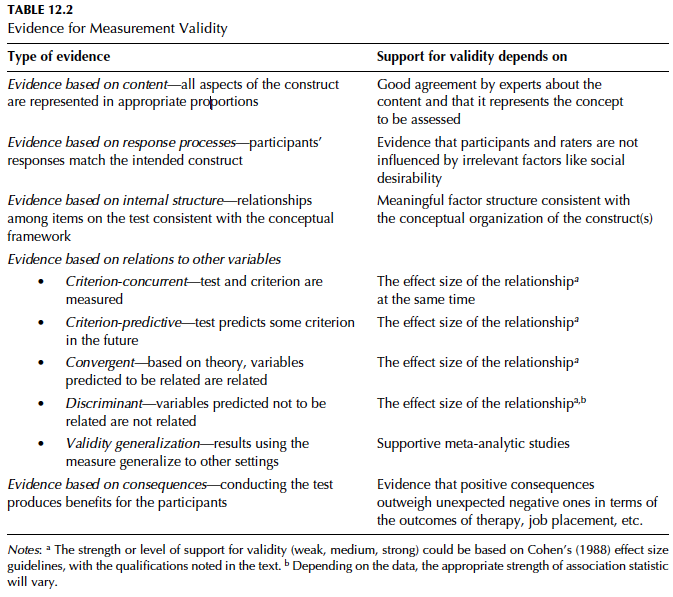 TABLE 12.2
Evidence for Measurement Validity
Type of evidence Support for validity depends on
Evidence based on content—all aspects of the construct Good agreement by experts about the
are represented in appropriate proportions content and that it represents the concept
to be assessed
Evidence based on response processes—participants’ Evidence that participants and raters are not
responses match the intended construct influenced by irrelevant factors like social
desirability
Evidence based on internal structure—relationships Meaningful factor structure consistent with
among items on the test consistent with the conceptual the conceptual organization of the construct(s)
framework
Evidence based on relations to other variables
• Criterion-concurrent—test and criterion are The effect size of the relationshipᵃ
measured at the same time
• Criterion-predictive—test predicts some criterion The effect size of the relationshipᵃ
in the future
• Convergent—based on theory, variables The effect size of the relationshipᵃ
predicted to be related are related
• Discriminant—variables predicted not to be The effect size of the relationshipᵃ,ᵇ
related are not related
• Validity generalization—results using the Supportive meta-analytic studies
measure generalize to other settings
Evidence based on consequences—conducting the test Evidence that positive consequences
produces benefits for the participants outweigh unexpected negative ones in terms of
the outcomes of therapy, job placement, etc.
Notes: ᵃ The strength or level of support for validity (weak, medium, strong) could be based on Cohen’s (1988) effect size
guidelines, with the qualifications noted in the text. ᵇ Depending on the data, the appropriate strength of association statistic
will vary.